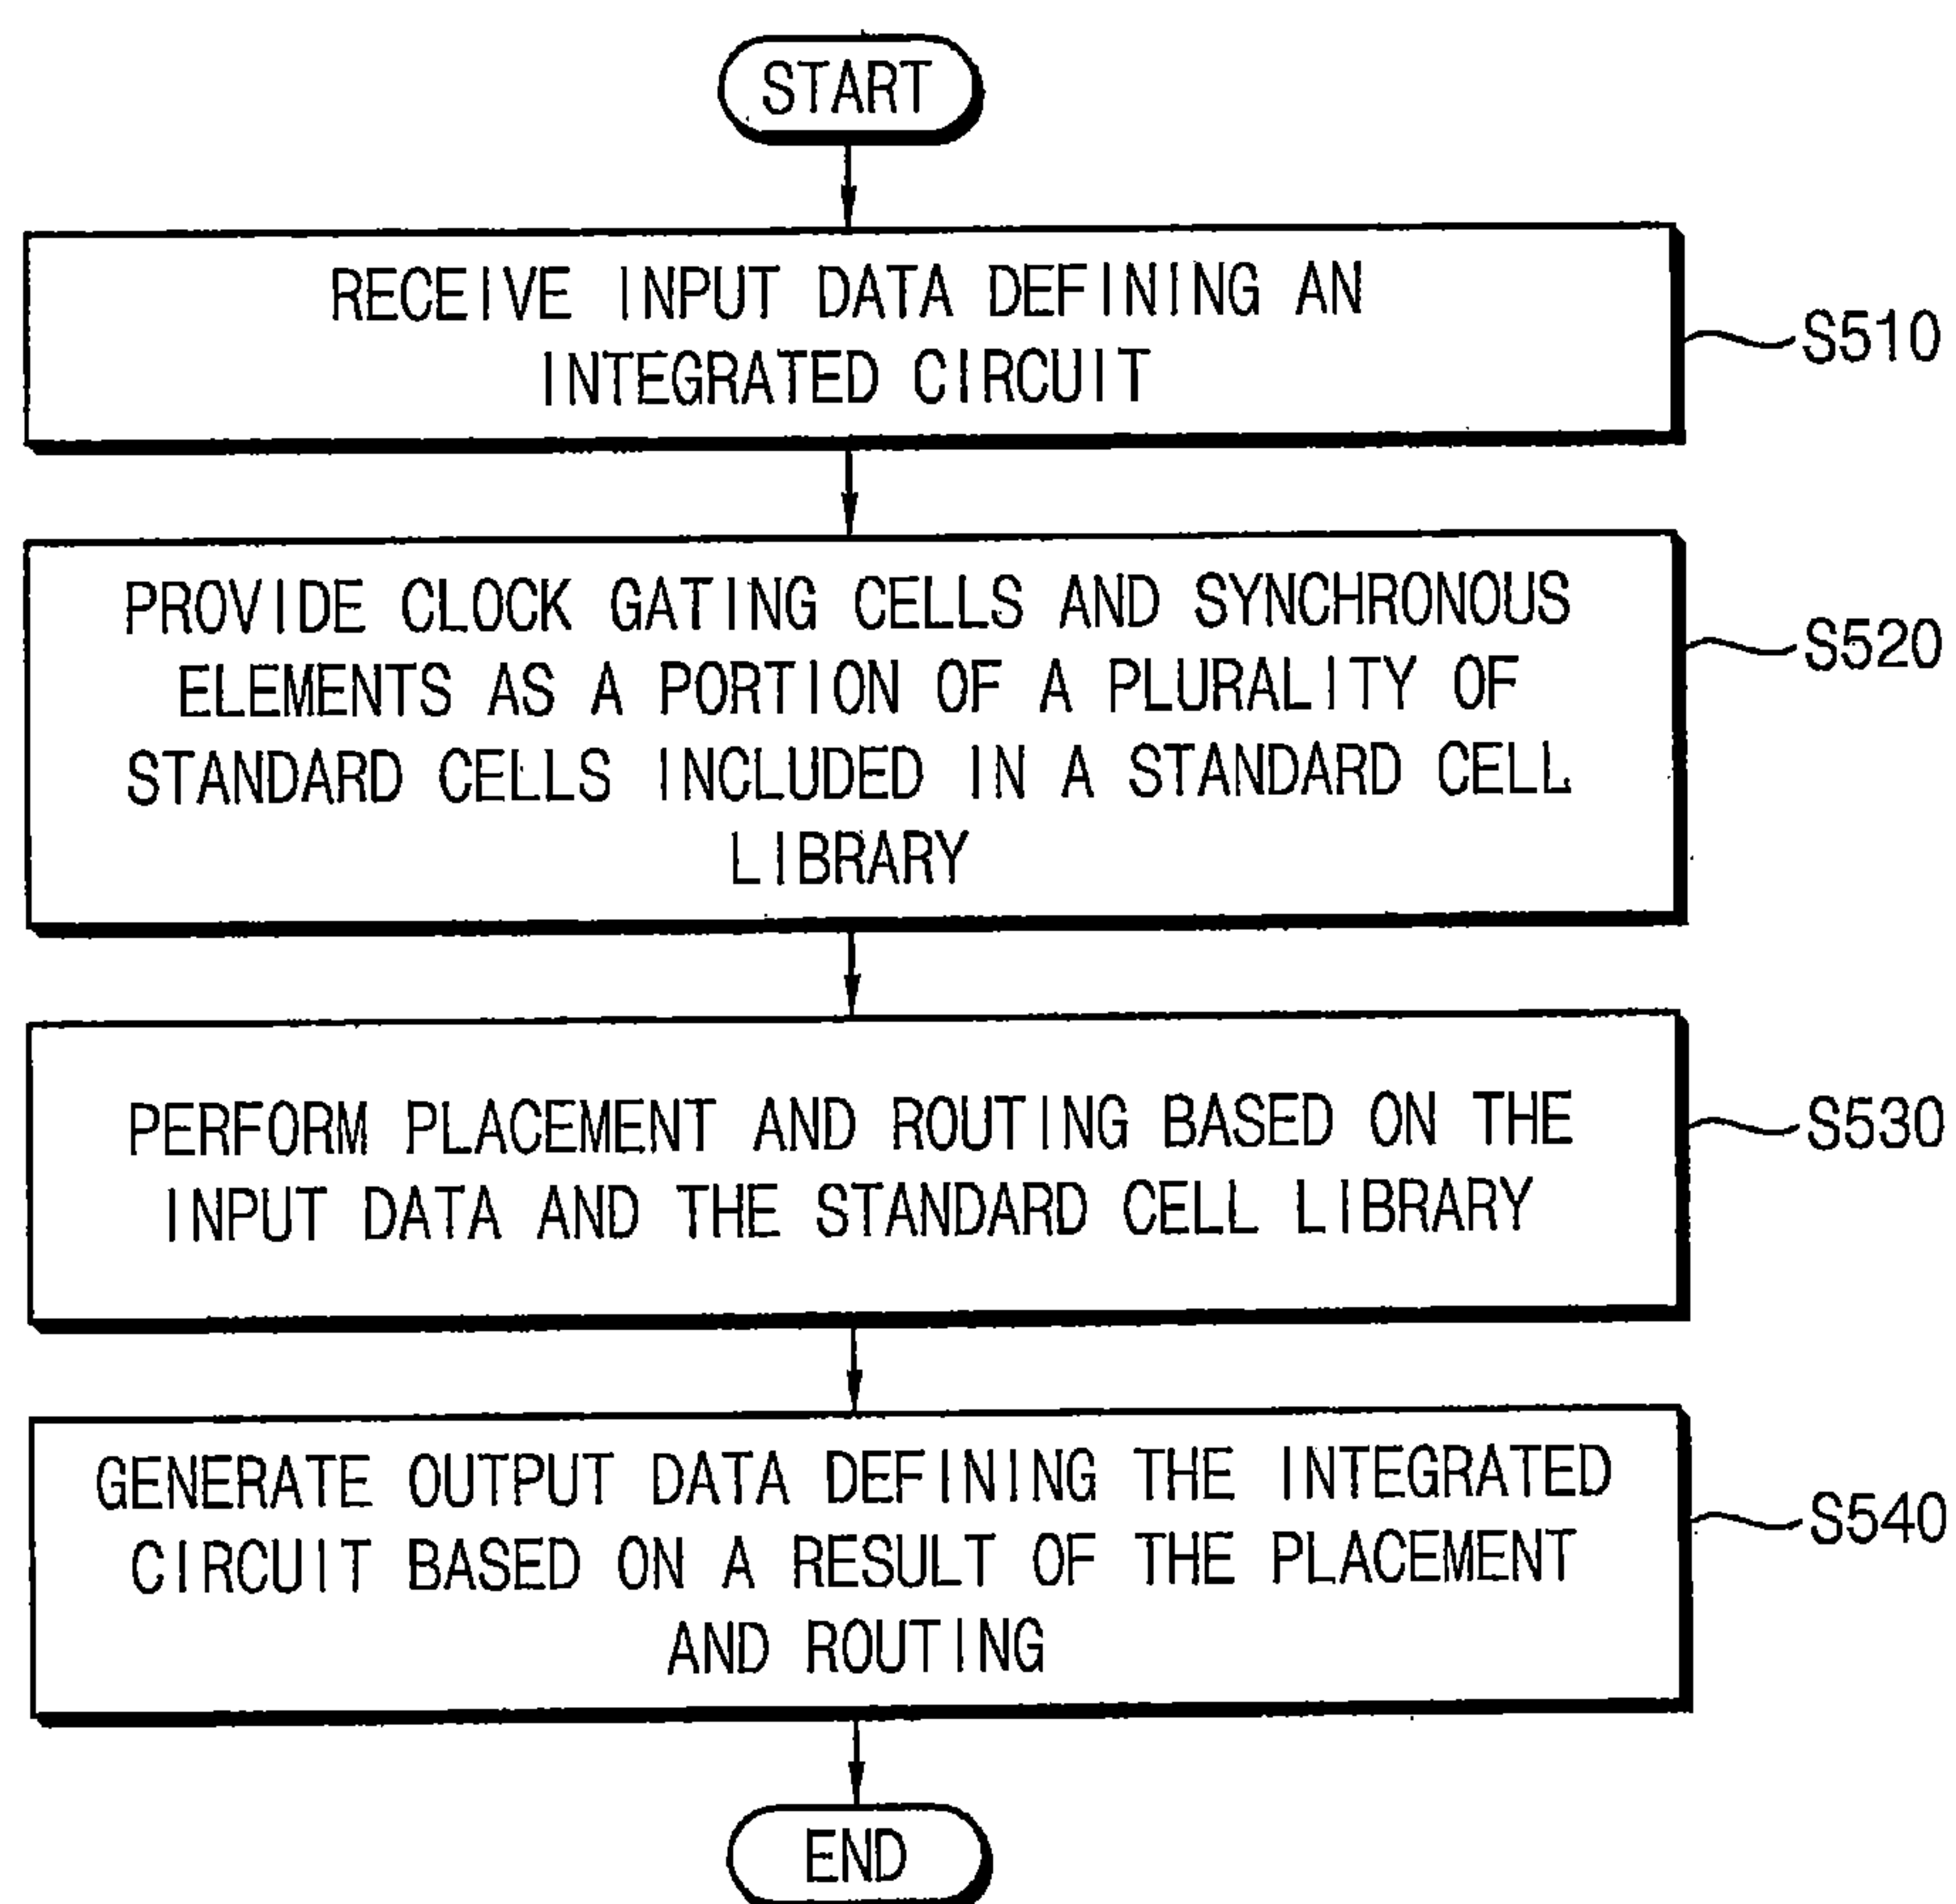 START
RECEIVE INPUT DATA DEFINING AN
INTEGRATED CIRCUIT
S510
PROVIDE CLOCK GATING CELLS AND SYNCHRONOUS
ELEMENTS AS A PORTION OF A PLURALITY OF
STANDARD CELLS INCLUDED IN A STANDARD CELL
LIBRARY
S520
PERFORM PLACEMENT AND ROUTING BASED ON THE
INPUT DATA AND THE STANDARD CELL LIBRARY
S530
GENERATE OUTPUT DATA DEFINING THE INTEGRATED
CIRCUIT BASED ON A RESULT OF THE PLACEMENT
AND ROUTING
S540
END